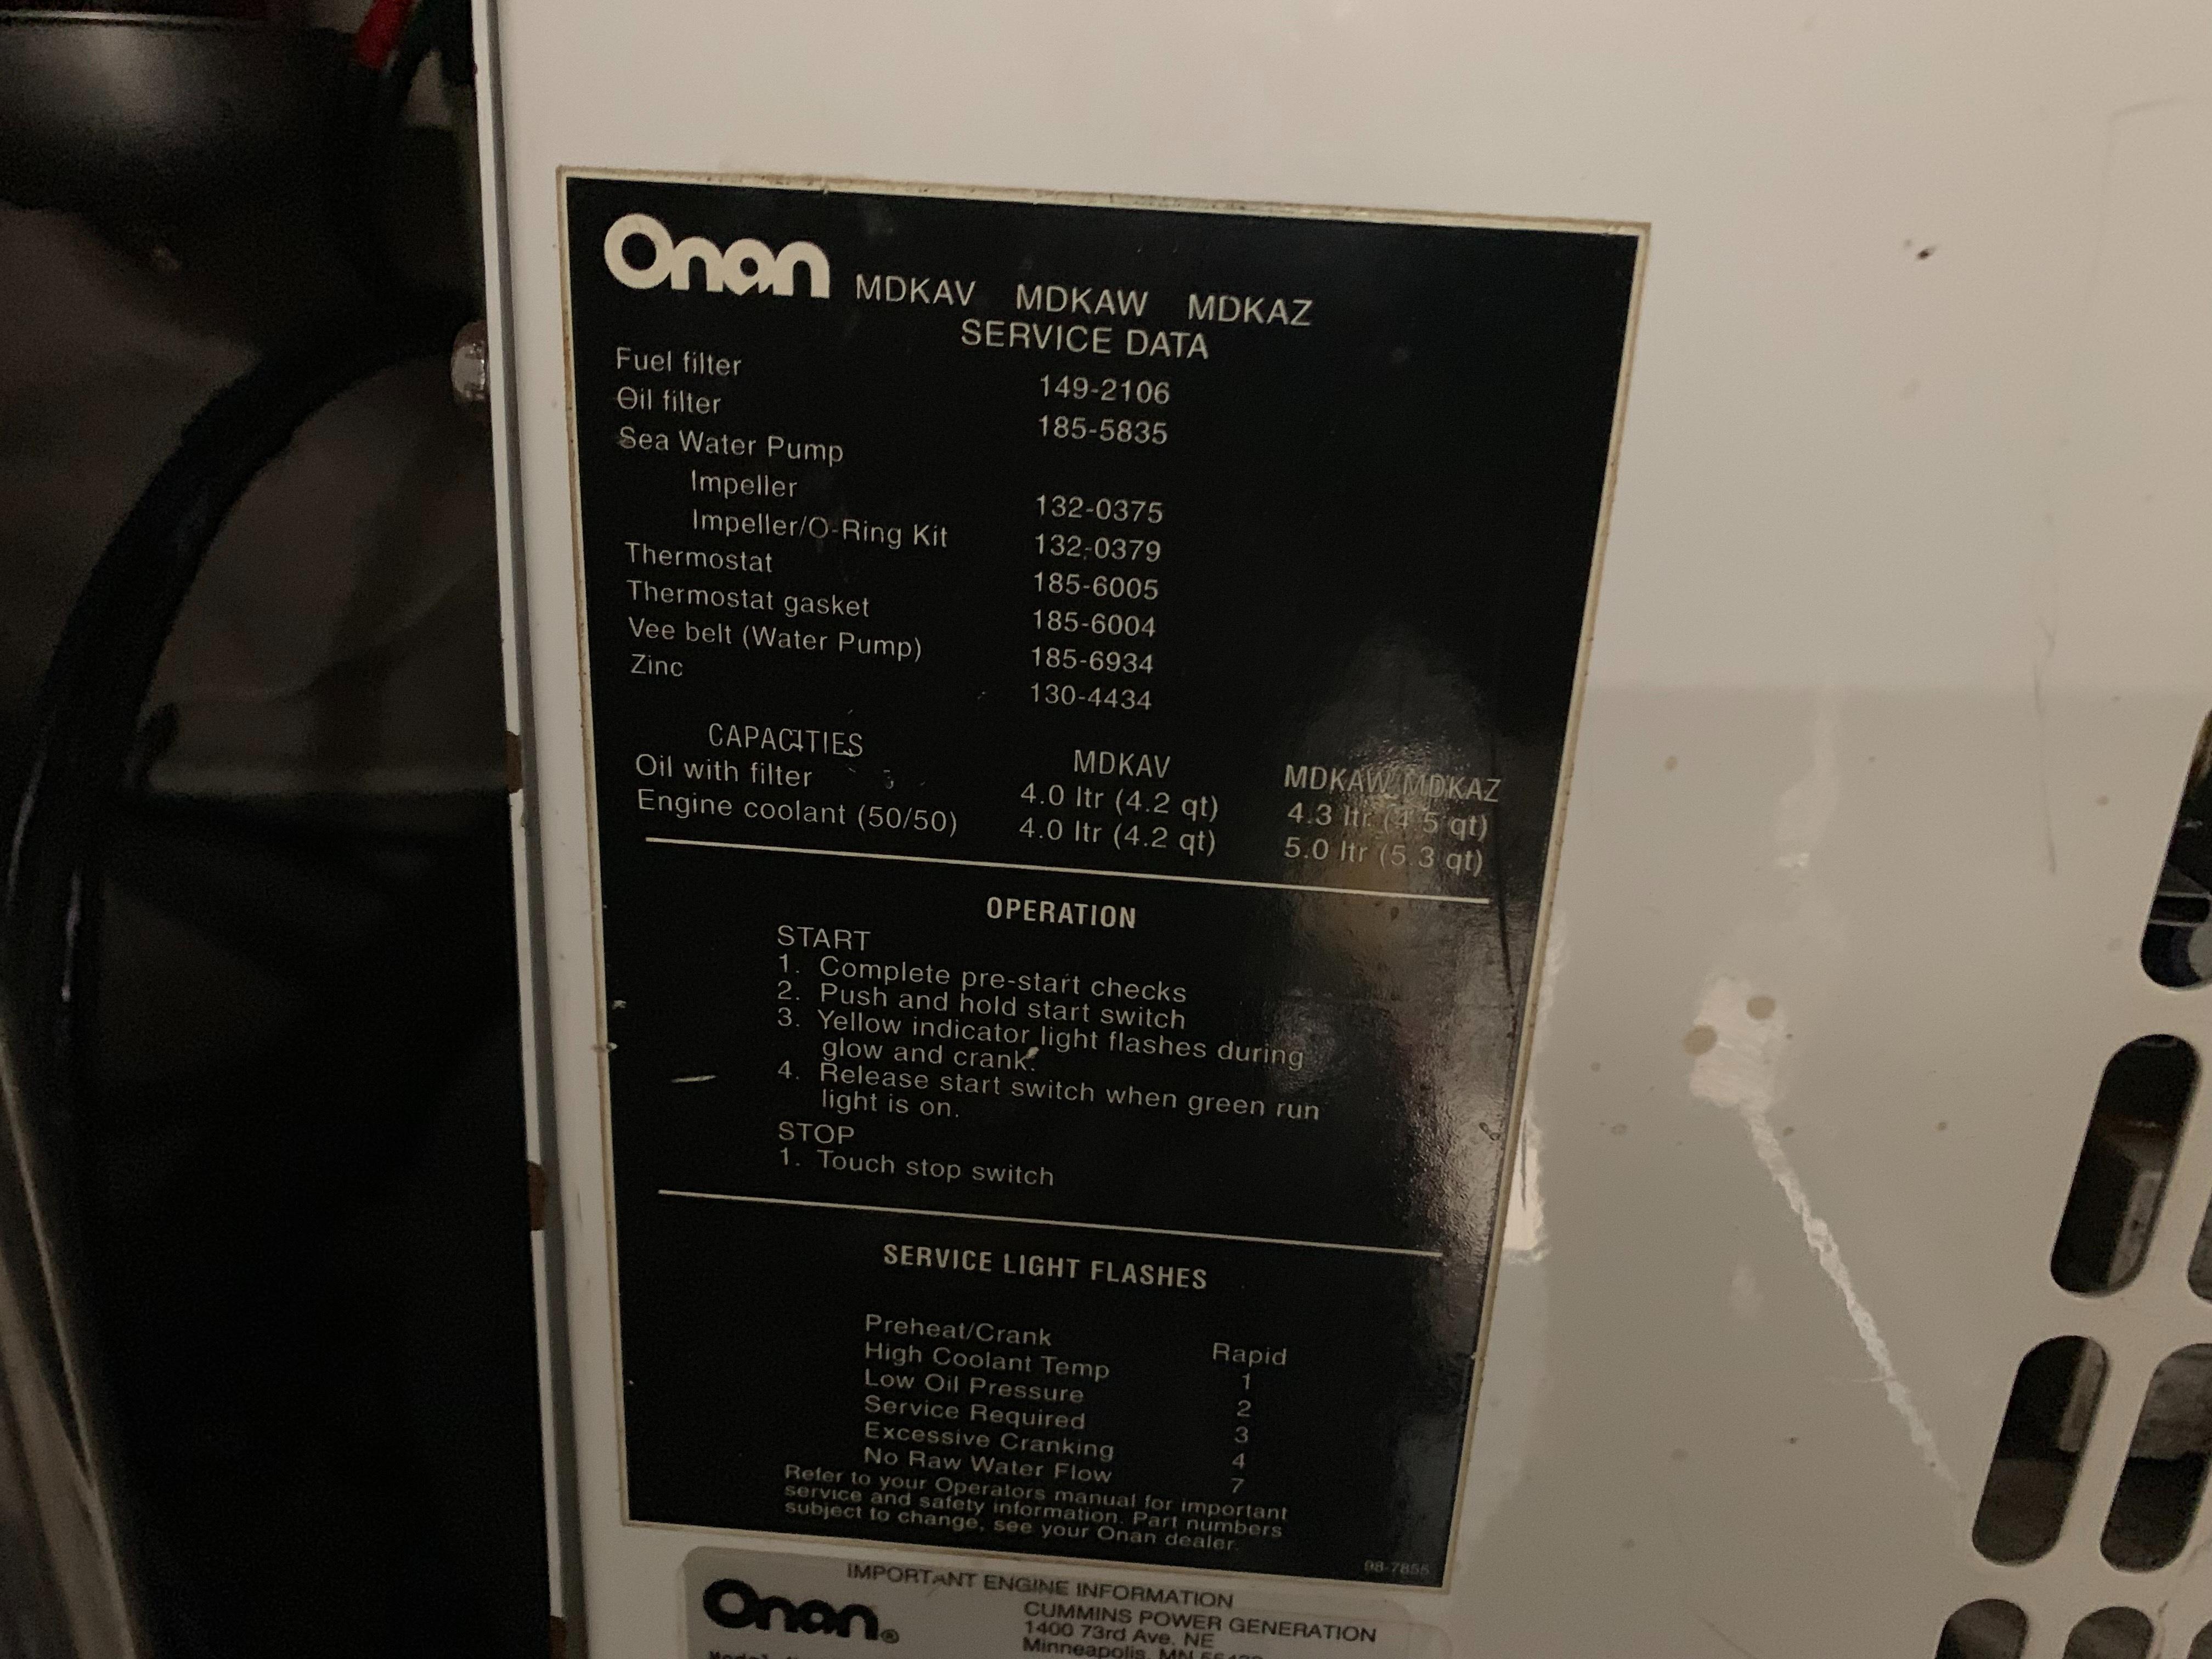 Onan MDKAV MDKAW MDKAZ
SERVICE DATA
Fuel filter 149-2106
Oil filter 185-5835
Sea Water Pump
Impeller 132-0375
Impeller/O-Ring Kit 132-0379
Thermostat 185-6005
Thermostat gasket 185-6004
Vee belt (Water Pump) 185-6934
Zinc 130-4434
CAPACITIES MDKAV MDKAW/MDKAZ
Oil with filter 4.0 ltr (4.2 qt) 4.3 ltr (4.5 qt)
Engine coolant (50/50) 4.0 ltr (4.2 qt) 5.0 ltr (5.3 qt)
OPERATION
START
1. Complete pre-start checks
2. Push and hold start switch
3. Yellow indicator light flashes during
glow and crank.
4. Release start switch when green run
light is on.
STOP
1. Touch stop switch
SERVICE LIGHT FLASHES
Preheat/Crank Rapid
High Coolant Temp 1
Low Oil Pressure 2
Service Required 3
Excessive Cranking 4
No Raw Water Flow 7
Refer to your Operators manual for important
service and safety information. Part numbers
subject to change, see your Onan dealer.
98-7855
IMPORTANT ENGINE INFORMATION
Onan®
CUMMINS POWER GENERATION
1400 73rd Ave. NE
Minneapolis, MN